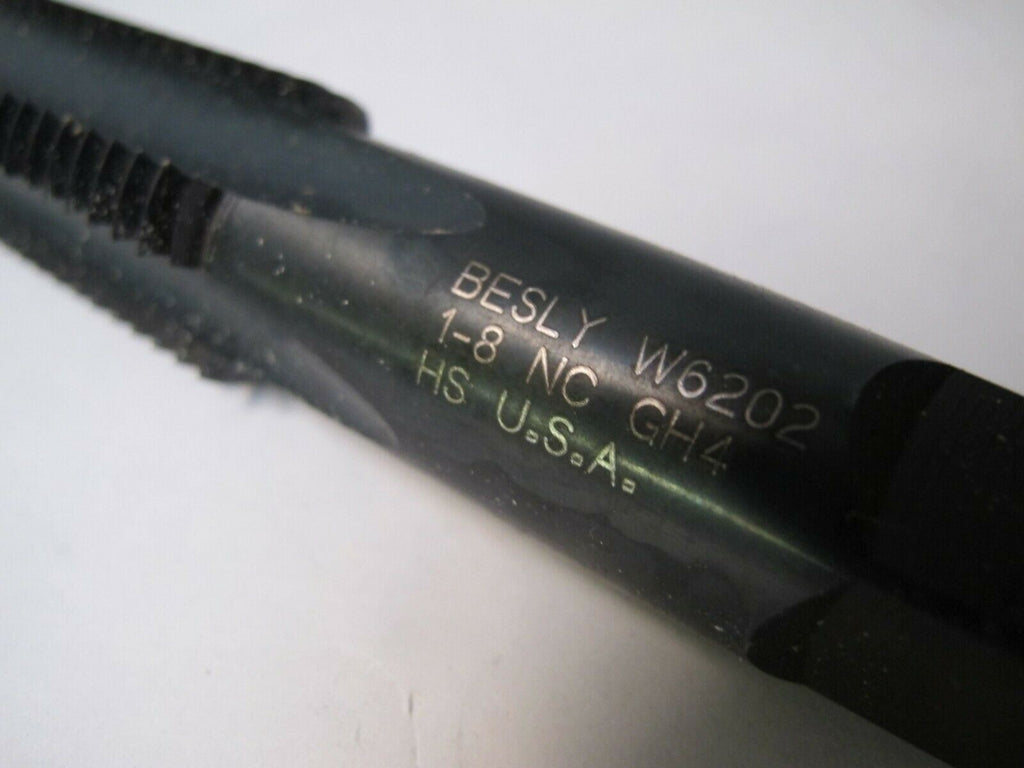 BESLY W6202
1-8 NC GH4
HS U.S.A.